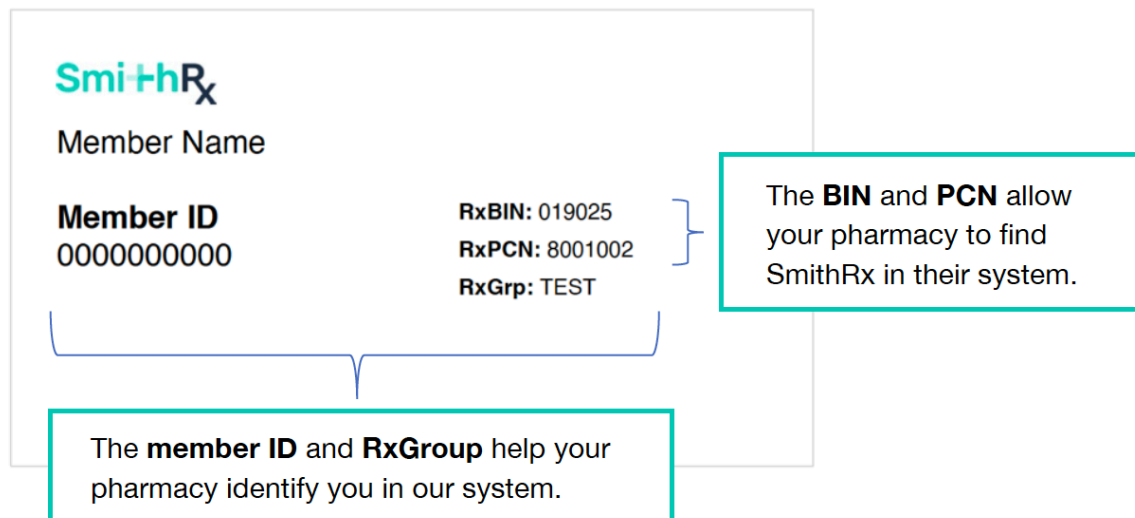 SmithRx
Member Name
Member ID
0000000000
RxBIN: 019025
RxPCN: 8001002
RxGrp: TEST
The BIN and PCN allow
your pharmacy to find
SmithRx in their system.
The member ID and RxGroup help your
pharmacy identify you in our system.